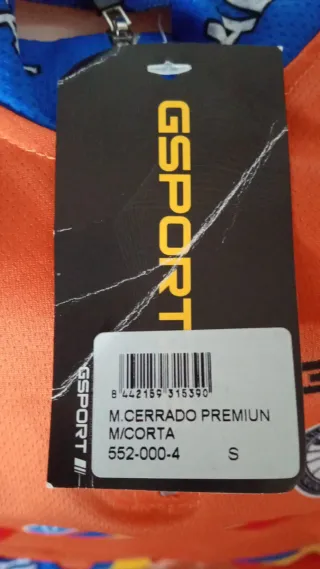 GSPORT
GSPORT
8 442159 315390
M.CERRADO PREMIUN
M/CORTA
552-000-4 S